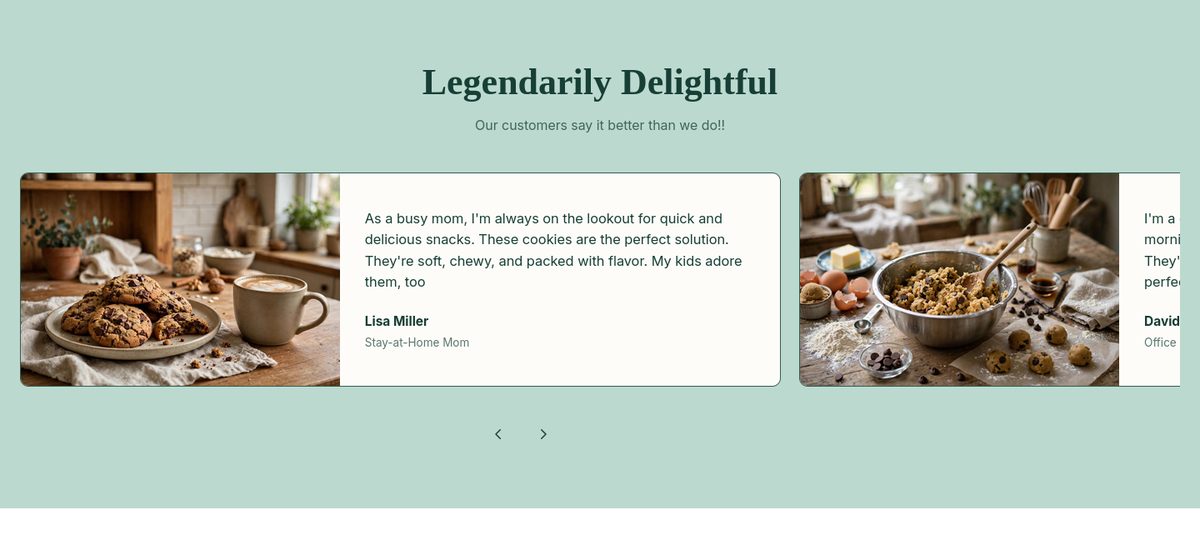 Legendarily Delightful
Our customers say it better than we do!!
As a busy mom, I'm always on the lookout for quick and
delicious snacks. These cookies are the perfect solution.
They're soft, chewy, and packed with flavor. My kids adore
them, too
Lisa Miller
Stay-at-Home Mom
I'm a
morni
They'
perfe
David
Office